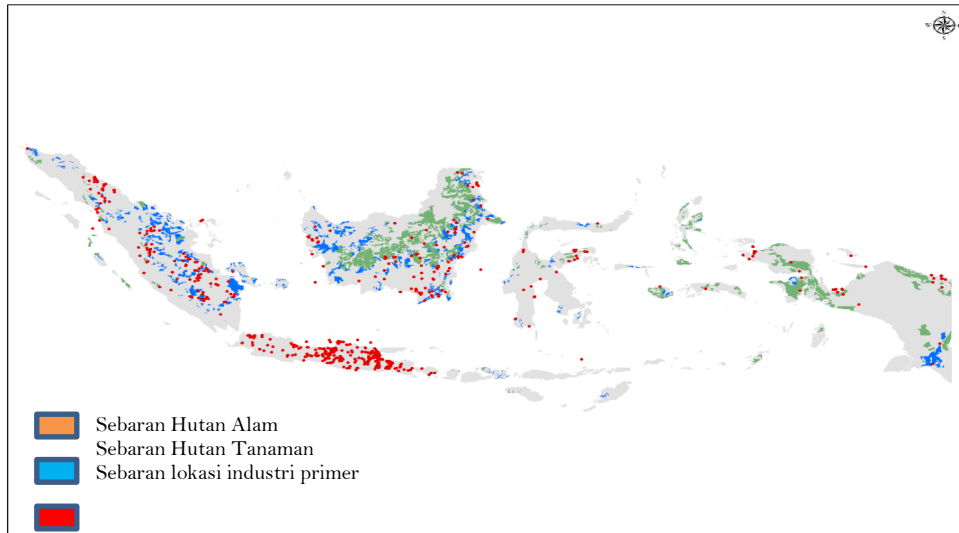 N
S
Sebaran Hutan Alam
Sebaran Hutan Tanaman
Sebaran lokasi industri primer